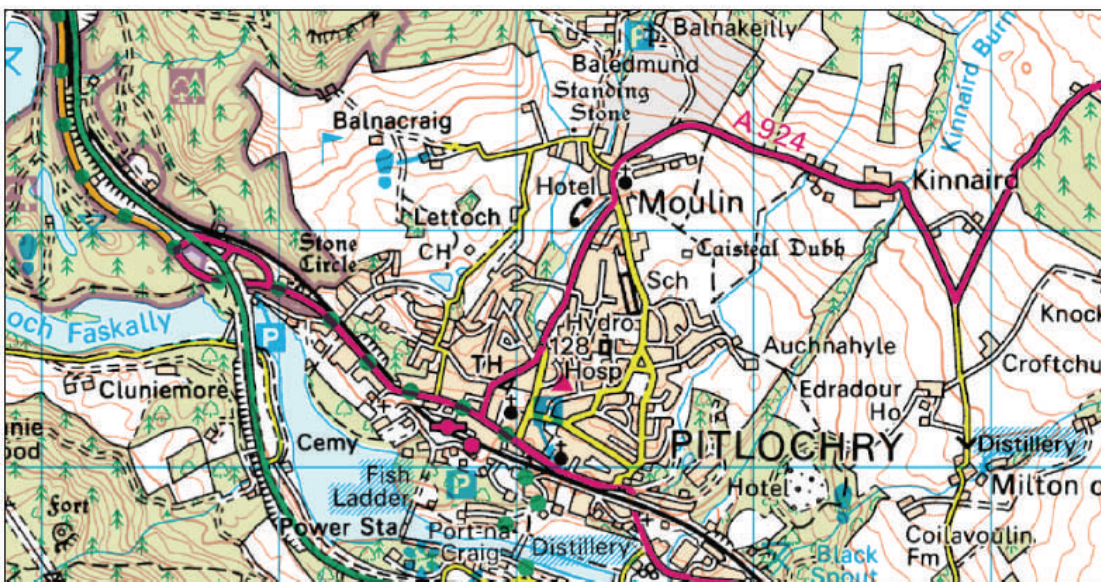 Balnakeilly
Baledmund
Standing
Stone
Balnacraig
A 924
Kinnaird Burn
Kinnaird
Hotel
Moulin
Lettoch
CH
Stone
Circle
Caisteal Dubh
Sch
och Faskally
P
P
Hydro
128
Hosp
TH
Auchnahyle
Knock
Croftchu
Edradour
Ho
Cluniemore
nie
ood
Cemy
PITLOCHRY
Distillery
Fish
Ladder
P
Hotel
Milton o
Fort
Power Sta
Port-na-
Craig
Distillery
Coilavoulin
Fm
Black
Spout